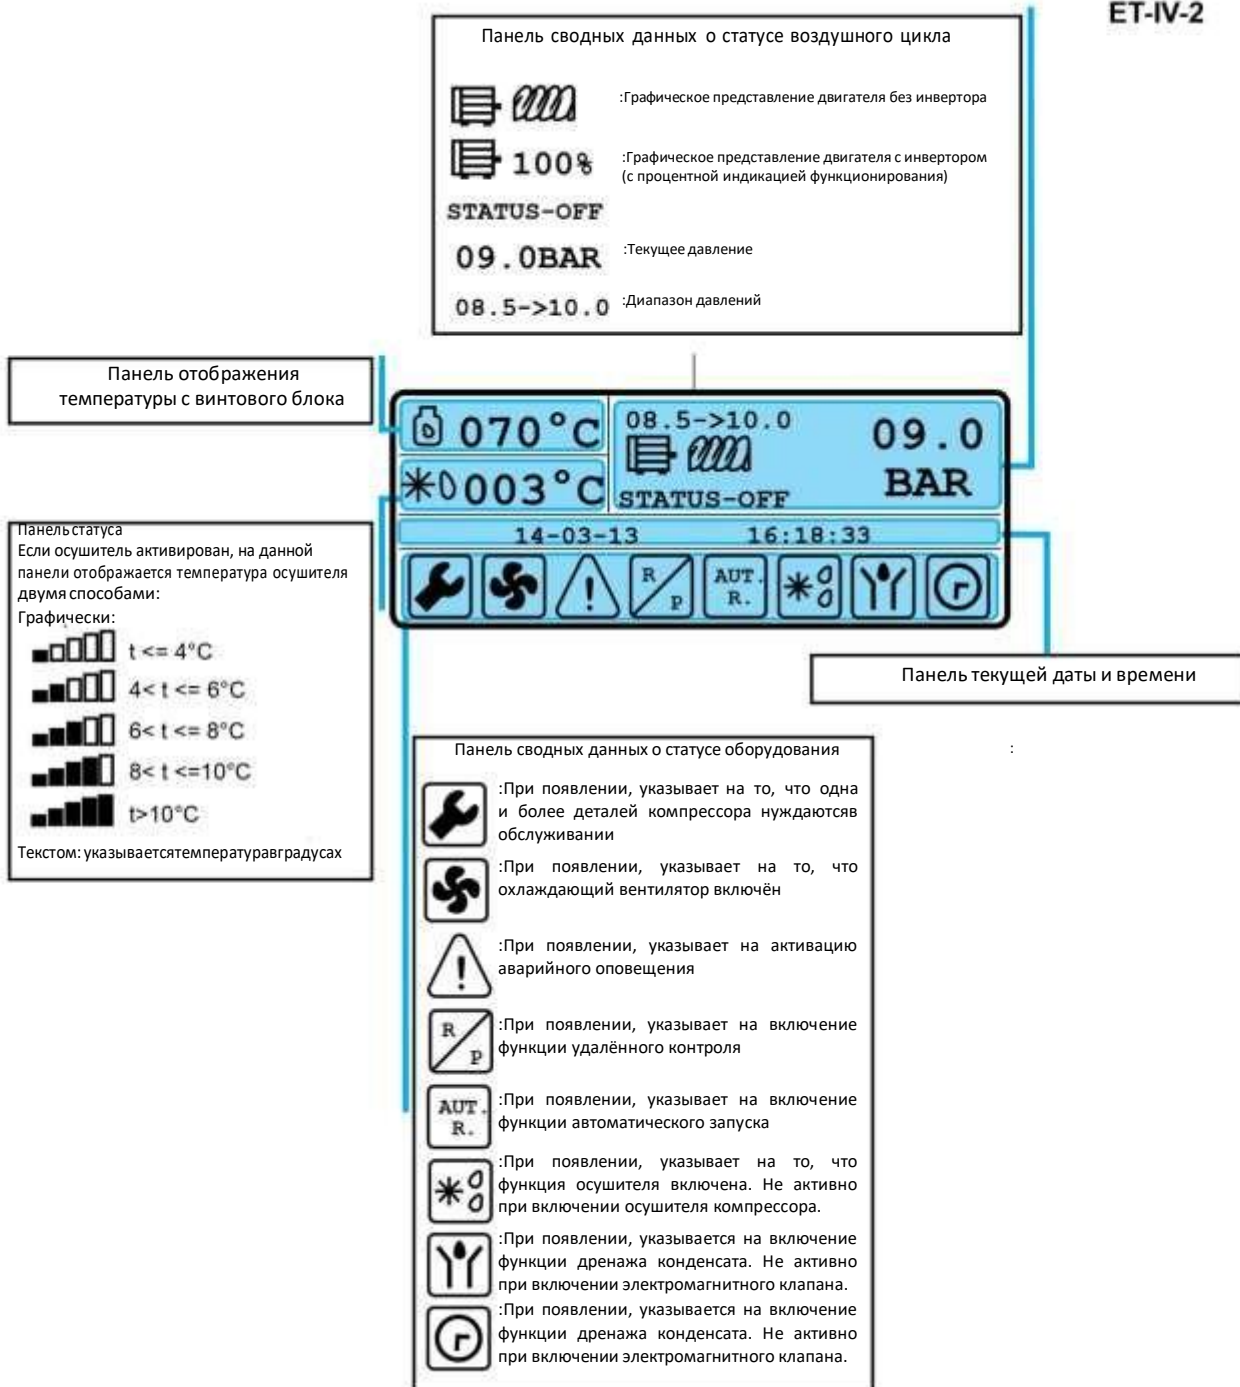 ET-IV-2
Панель сводных данных о статусе воздушного цикла
:Графическое представление двигателя без инвертора
100%
:Графическое представление двигателя с инвертором
(с процентной индикацией функционирования)
STATUS-OFF
09.0BAR
:Текущее давление
08.5->10.0
:Диапазон давлений
Панель отображения
температуры с винтового блока
070°C
003°C
08.5->10.0
STATUS-OFF
09.0
BAR
14-03-13 16:18:33
R/P
AUT.
R.
Панель статуса
Если осушитель активирован, на данной
панели отображается температура осушителя
двумя способами:
Графически:
t <= 4°C
4< t <= 6°C
6< t <= 8°C
8< t <=10°C
t>10°C
Текстом: указываетсятемпературавградусах
Панель текущей даты и времени
:
Панель сводных данных о статусе оборудования
:При появлении, указывает на то, что одна
и более деталей компрессора нуждаютсяв
обслуживании
:При появлении, указывает на то, что
охлаждающий вентилятор включён
:При появлении, указывает на активацию
аварийного оповещения
R/P
:При появлении, указывает на включение
функции удалённого контроля
AUT.
R.
:При появлении, указывает на включение
функции автоматического запуска
:При появлении, указывает на то, что
функция осушителя включена. Не активно
при включении осушителя компрессора.
:При появлении, указывается на включение
функции дренажа конденсата. Не активно
при включении электромагнитного клапана.
:При появлении, указывается на включение
функции дренажа конденсата. Не активно
при включении электромагнитного клапана.